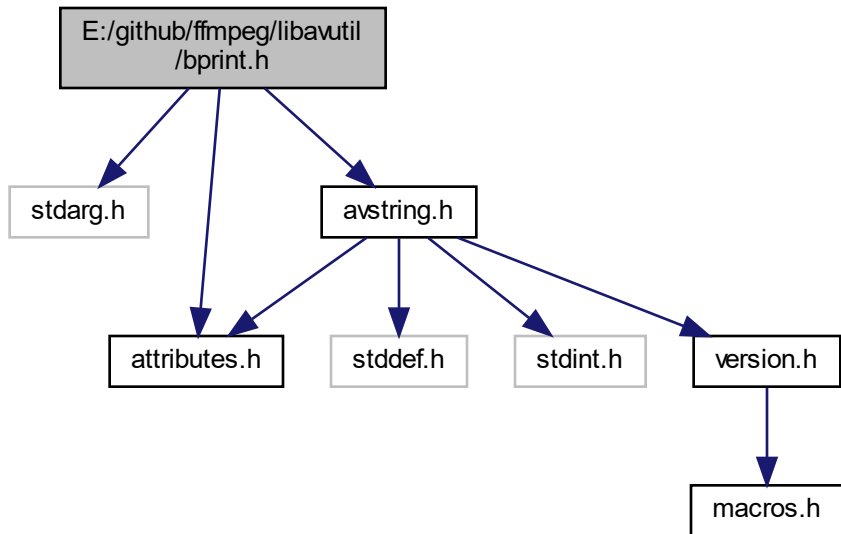 E:/github/ffmpeg/libavutil
/bprint.h
stdarg.h
avstring.h
attributes.h
stddef.h
stdint.h
version.h
macros.h